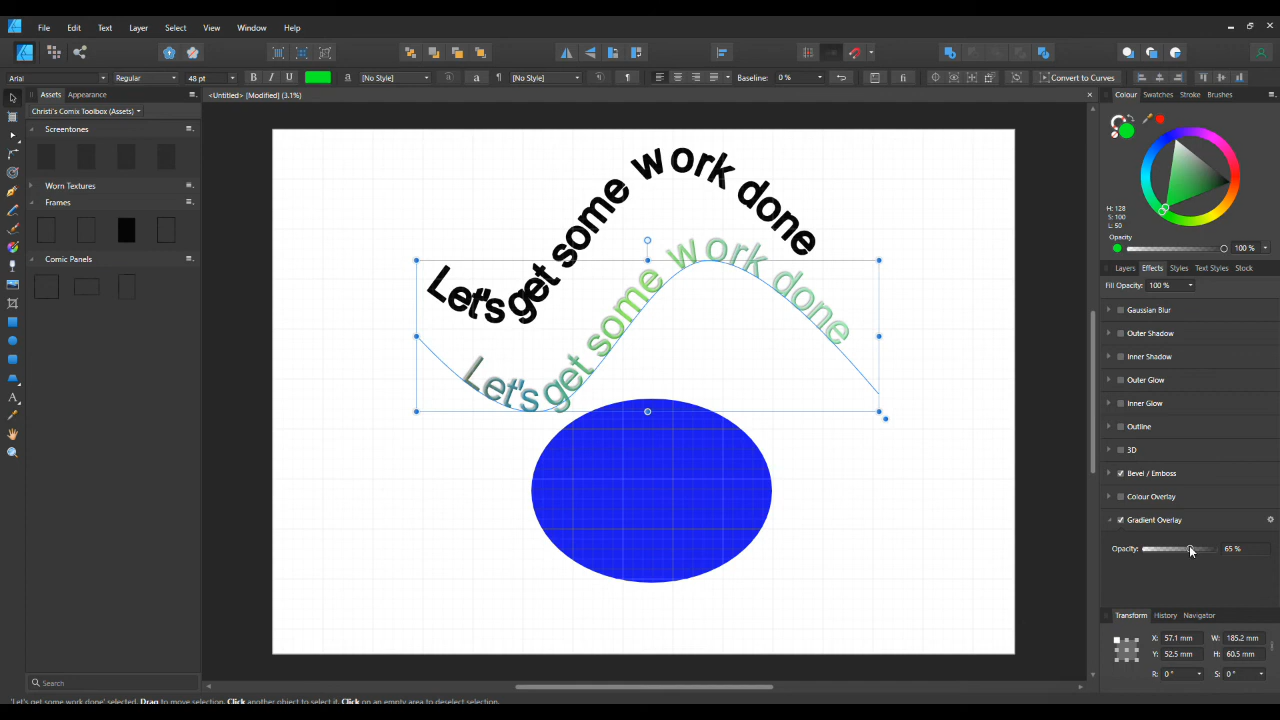 File Edit Text Layer Select View Window Help
Arial Regular 48 pt B I U a [No Style] a ¶ [No Style] ¶ Baseline: 0 % fi Convert to Curves
Assets Appearance
<Untitled> [Modified] (3.1%)
Colour Swatches Stroke Brushes
Christi's Comix Toolbox (Assets)
Screentones
Worn Textures
Frames
Comic Panels
Let's get some work done
Let's get some work done
H: 128
S: 100
L: 50
Opacity
100 %
Layers Effects Styles Text Styles Stock
Fill Opacity: 100 %
Gaussian Blur
Outer Shadow
Inner Shadow
Outer Glow
Inner Glow
Outline
3D
Bevel / Emboss
Colour Overlay
Gradient Overlay
Opacity: 65 %
Transform History Navigator
X: 57.1 mm W: 185.2 mm
Y: 52.5 mm H: 60.5 mm
R: 0 ° S: 0 °
Search
'Let's get some work done' selected. Drag to move selection. Click another object to select it. Click on an empty area to deselect selection.